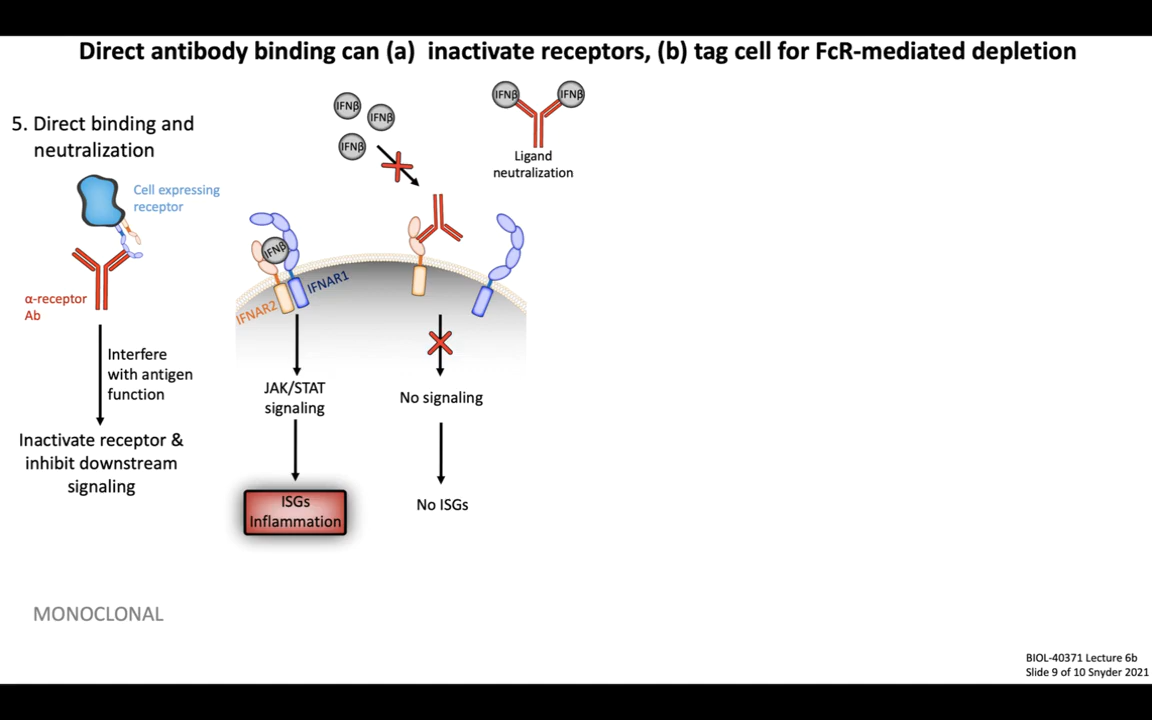 Direct antibody binding can (a)  inactivate receptors, (b) tag cell for FcR-mediated depletion
5. Direct binding and
neutralization
Cell expressing
receptor
α-receptor
Ab
Interfere
with antigen
function
Inactivate receptor &
inhibit downstream
signaling
IFNβ
IFNβ
IFNβ
IFNβ
IFNβ
Ligand
neutralization
IFNβ
IFNAR2
IFNAR1
JAK/STAT
signaling
ISGs
Inflammation
No signaling
No ISGs
MONOCLONAL
BIOL-40371 Lecture 6b
Slide 9 of 10 Snyder 2021